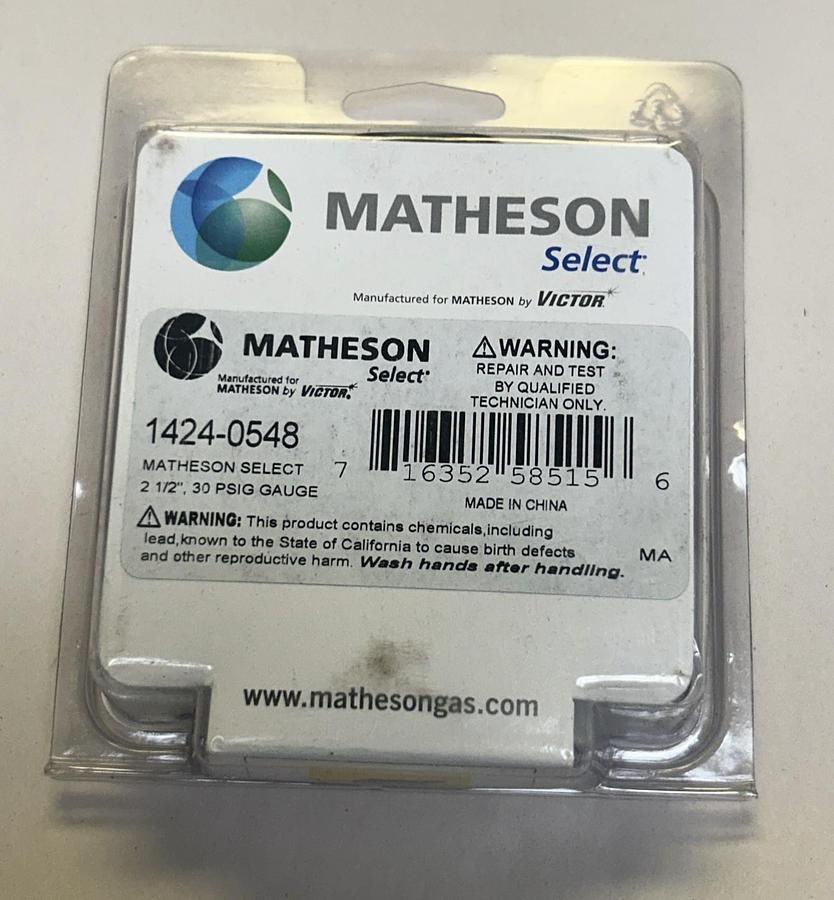 MATHESON
Select
Manufactured for MATHESON by VICTOR
MATHESON
Select
Manufactured for
MATHESON by VICTOR
⚠WARNING:
REPAIR AND TEST
BY QUALIFIED
TECHNICIAN ONLY.
1424-0548
MATHESON SELECT
2 1/2", 30 PSIG GAUGE
7 16352 58515 6
MADE IN CHINA
⚠WARNING: This product contains chemicals,including
lead,known to the State of California to cause birth defects
and other reproductive harm. Wash hands after handling.
MA
www.mathesongas.com